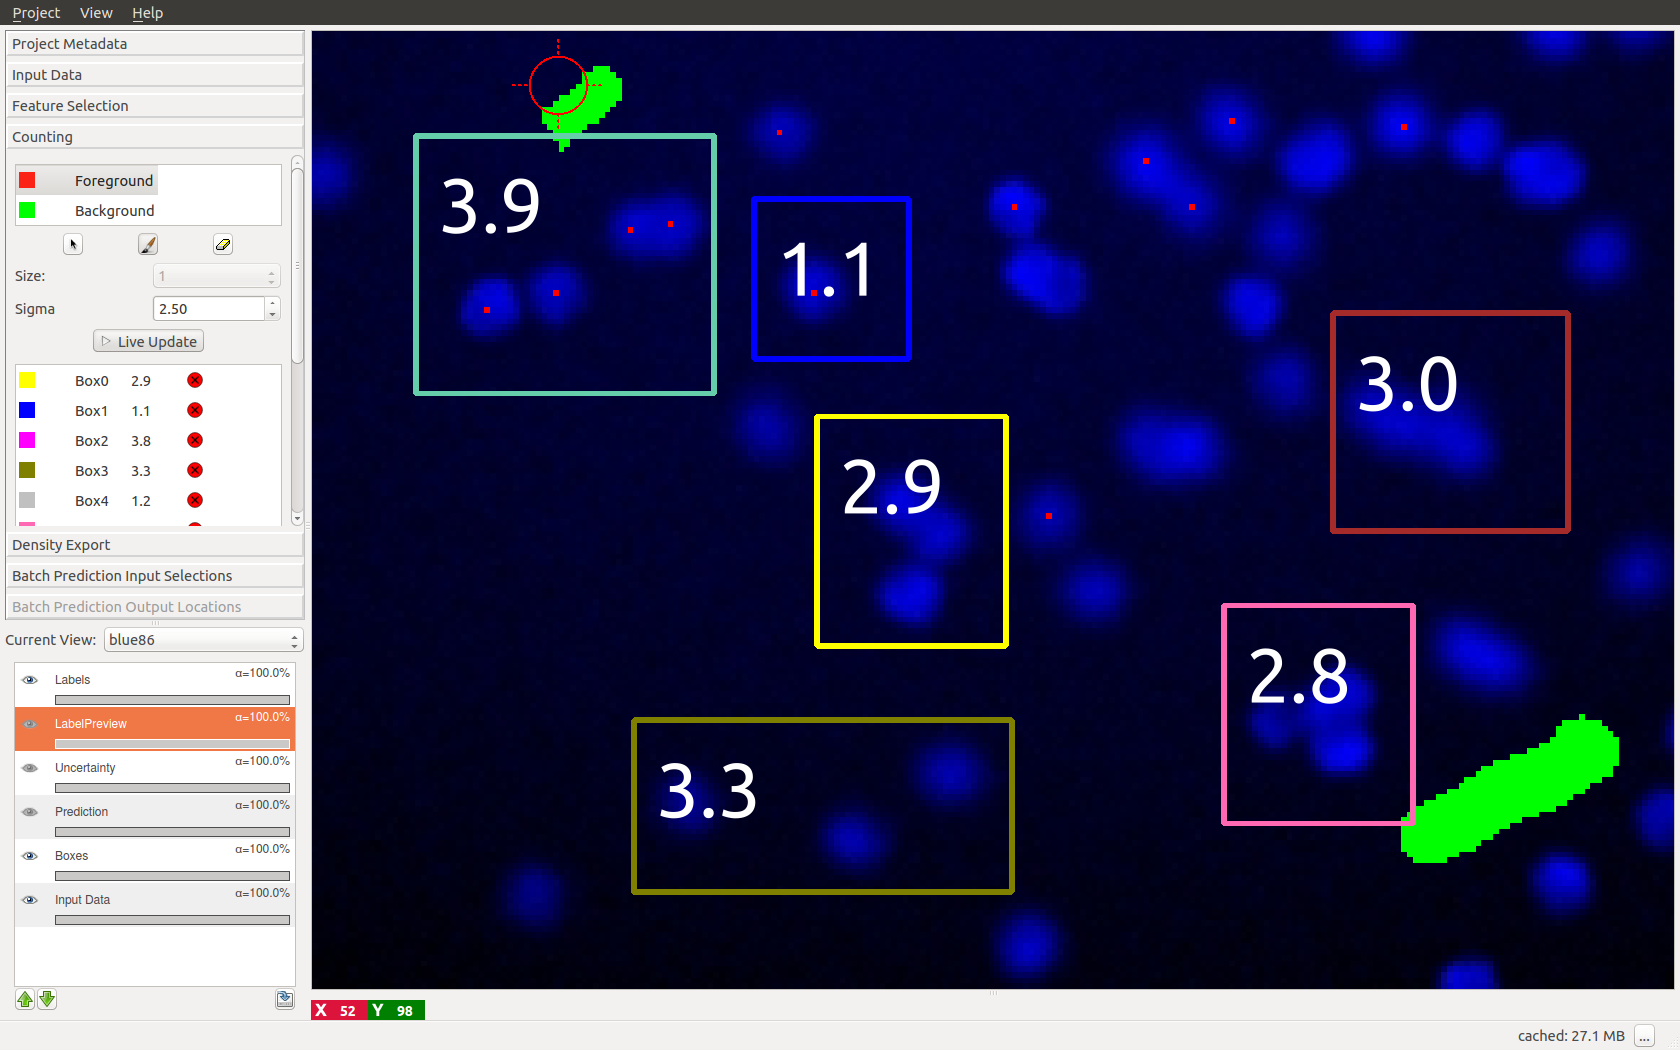 Project View Help
Project Metadata
Input Data
Feature Selection
Counting
Foreground
Background
Size: 1
Sigma 2.50
Live Update
Box0 2.9
Box1 1.1
Box2 3.8
Box3 3.3
Box4 1.2
Density Export
Batch Prediction Input Selections
Batch Prediction Output Locations
Current View: blue86
Labels α=100.0%
LabelPreview α=100.0%
Uncertainty α=100.0%
Prediction α=100.0%
Boxes α=100.0%
Input Data α=100.0%
3.9
1.1
3.0
2.9
2.8
3.3
X 52 Y 98
cached: 27.1 MB ...